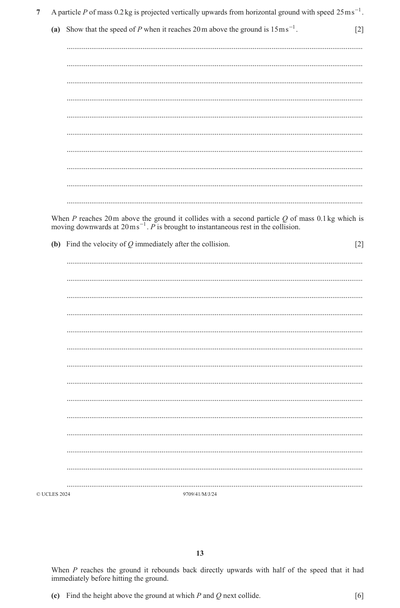 7 A particle P of mass 0.2 kg is projected vertically upwards from horizontal ground with speed 25 m s⁻¹.
(a) Show that the speed of P when it reaches 20 m above the ground is 15 m s⁻¹. [2]
When P reaches 20 m above the ground it collides with a second particle Q of mass 0.1 kg which is
moving downwards at 20 m s⁻¹. P is brought to instantaneous rest in the collision.
(b) Find the velocity of Q immediately after the collision. [2]
© UCLES 2024 9709/41/M/J/24
13
When P reaches the ground it rebounds back directly upwards with half of the speed that it had
immediately before hitting the ground.
(c) Find the height above the ground at which P and Q next collide. [6]